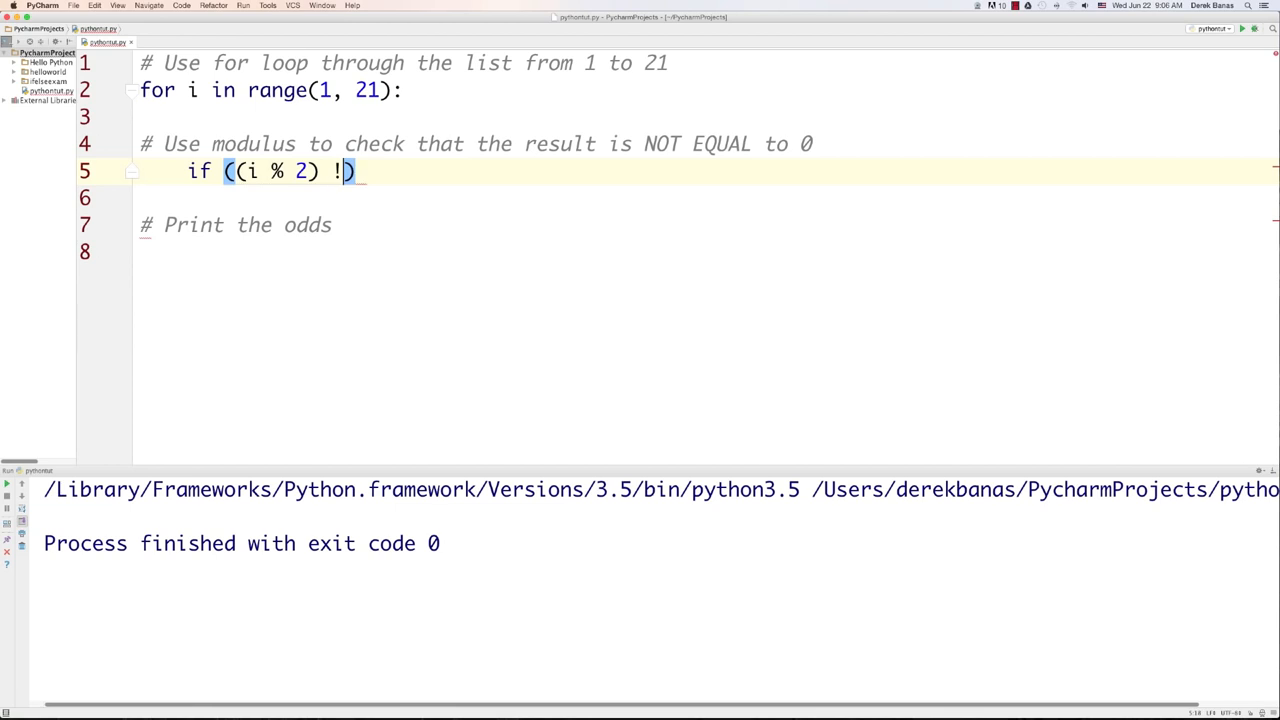 PyCharm File Edit View Navigate Code Refactor Run Tools VCS Window Help 10 Wed Jun 22 9:06 AM Derek Banas
pythontut.py - PycharmProjects - [~/PycharmProjects]
PycharmProjects pythontut.py pythontut
pythontut.py
PycharmProject
Hello Python
helloworld
ifelseexam
pythontut.py
External Librarie
1 # Use for loop through the list from 1 to 21
2 for i in range(1, 21):
3
4 # Use modulus to check that the result is NOT EQUAL to 0
5 if ((i % 2) !)
6
7 # Print the odds
8
Run pythontut
/Library/Frameworks/Python.framework/Versions/3.5/bin/python3.5 /Users/derekbanas/PycharmProjects/pytho
Process finished with exit code 0
5:18 LF÷ UTF-8÷